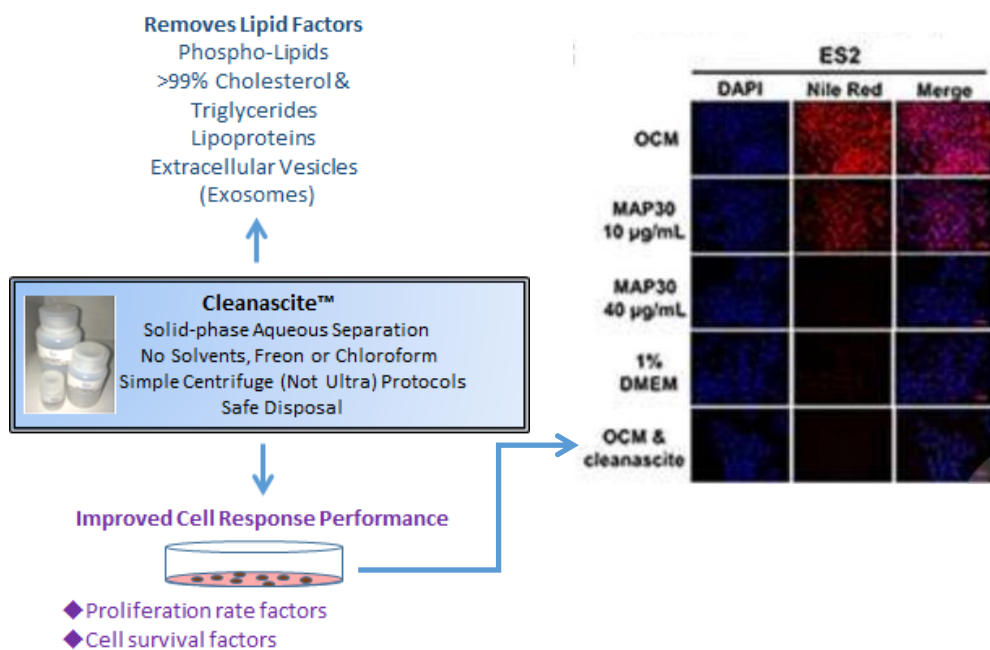 Removes Lipid Factors
Phospho-Lipids
>99% Cholesterol &
Triglycerides
Lipoproteins
Extracellular Vesicles
(Exosomes)
Cleanascite™
Solid-phase Aqueous Separation
No Solvents, Freon or Chloroform
Simple Centrifuge (Not Ultra) Protocols
Safe Disposal
Improved Cell Response Performance
◆Proliferation rate factors
◆Cell survival factors
ES2
DAPI Nile Red Merge
OCM
MAP30
10 µg/mL
MAP30
40 µg/mL
1%
DMEM
OCM &
cleanascite